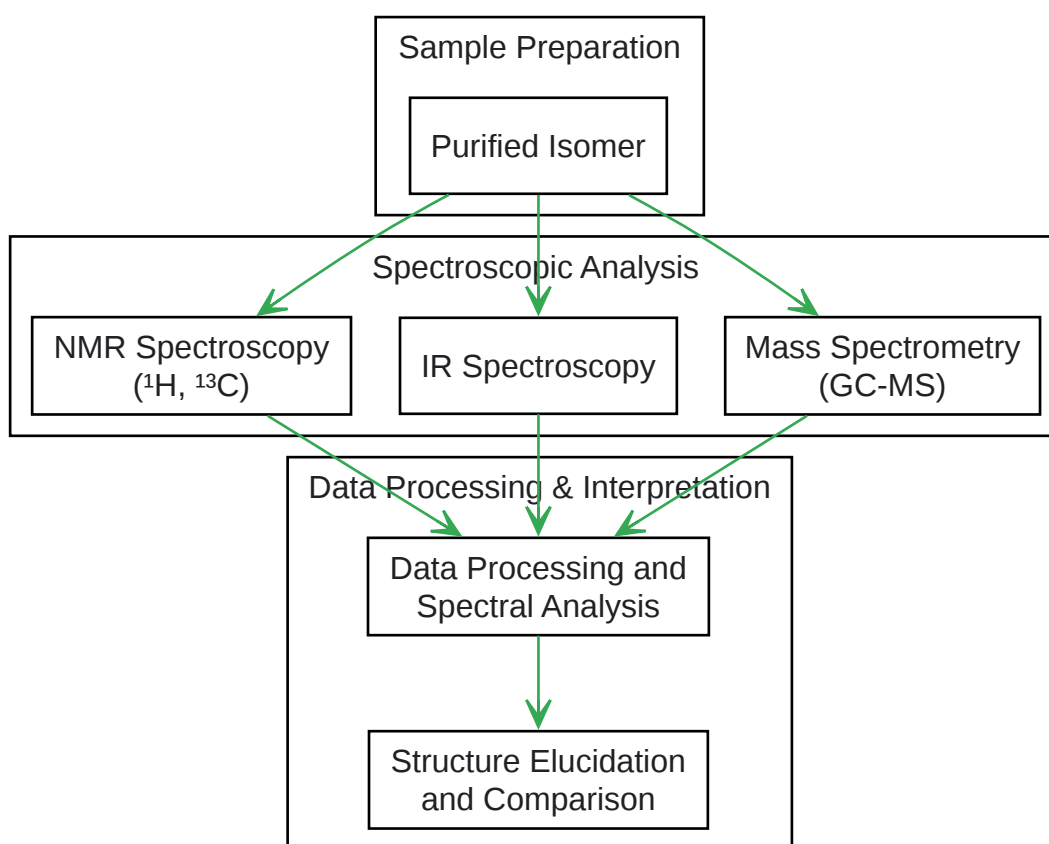 Sample Preparation
Purified Isomer
Spectroscopic Analysis
NMR Spectroscopy
(¹H, ¹³C)
IR Spectroscopy
Mass Spectrometry
(GC-MS)
Data Processing & Interpretation
Data Processing and
Spectral Analysis
Structure Elucidation
and Comparison